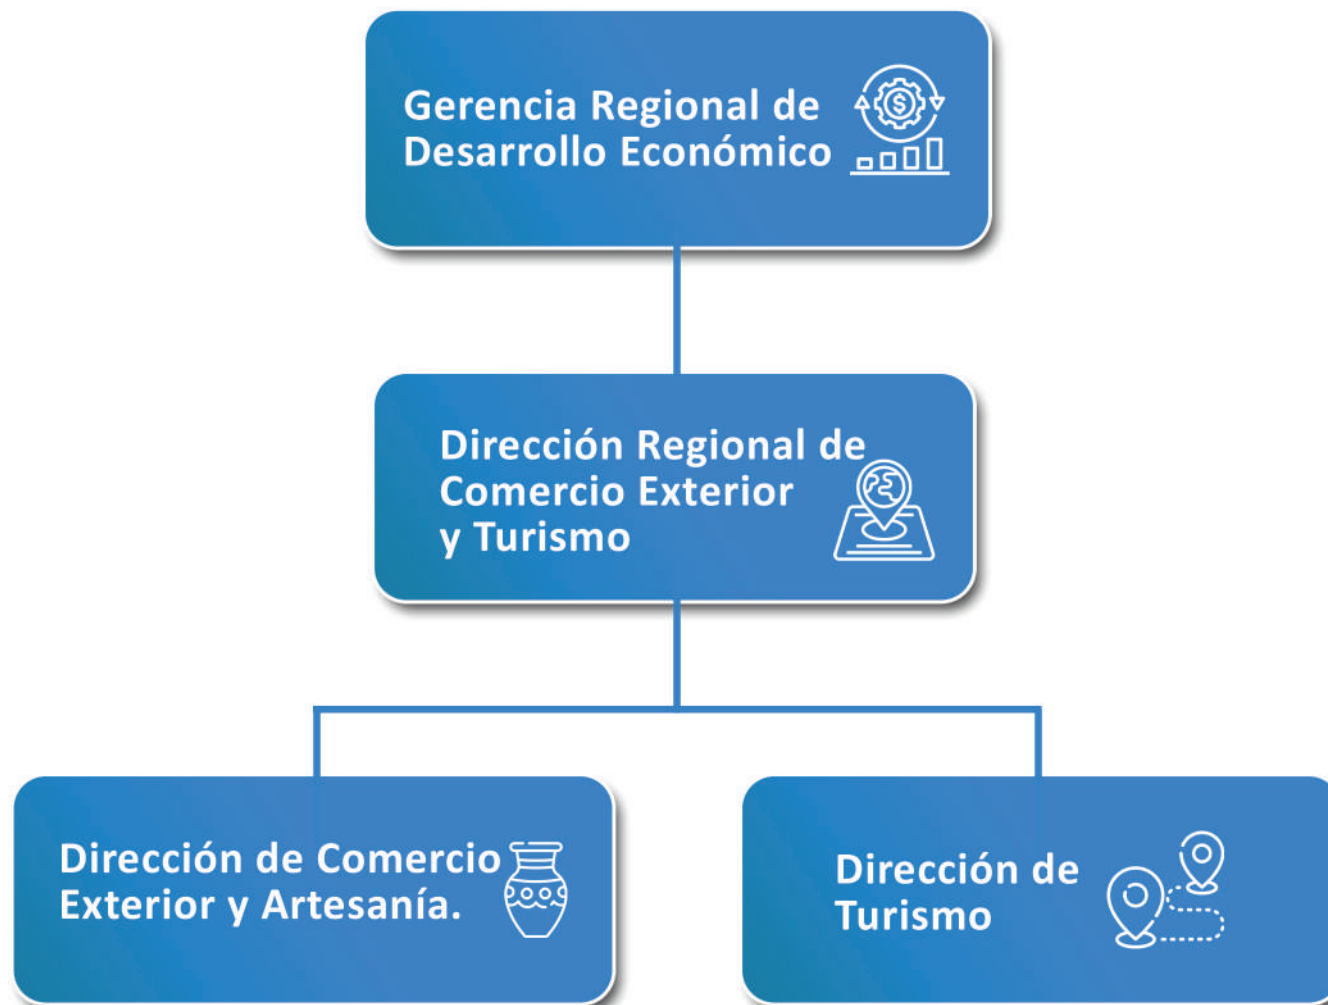 Gerencia Regional de
Desarrollo Económico
Dirección Regional de
Comercio Exterior
y Turismo
Dirección de Comercio
Exterior y Artesanía.
Dirección de
Turismo